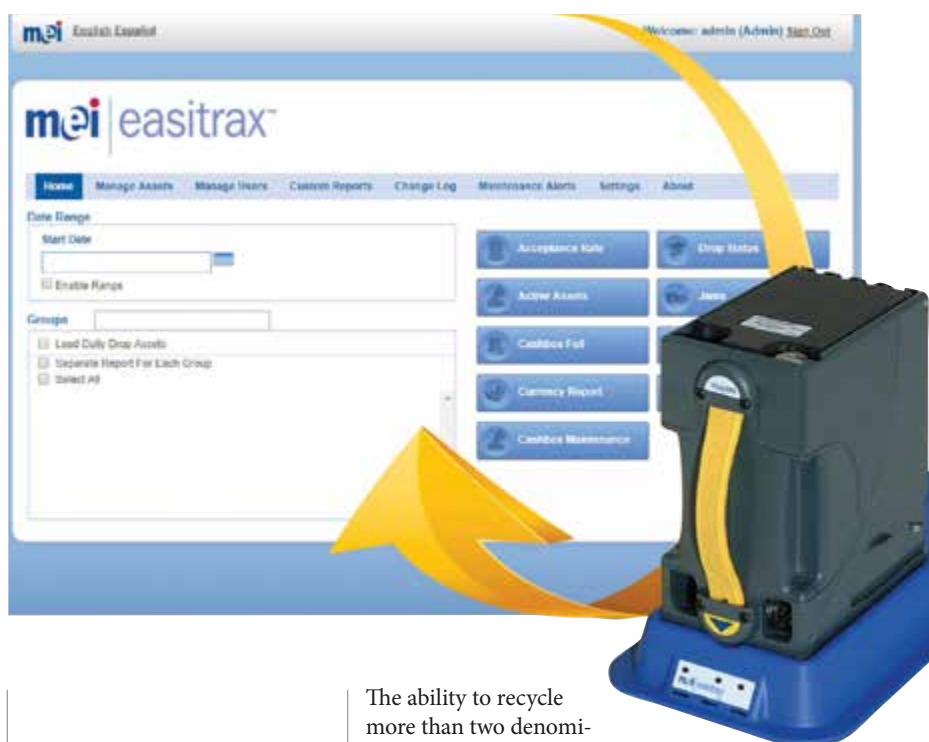 mei English Español
Welcome: admin (Admin) Sign Out
mei easitrax™
Home Manage Assets Manage Users Custom Reports Change Log Maintenance Alerts Settings About
Date Range
Start Date
Enable Range
Groups
Load Daily Drop Assets
Separate Report For Each Group
Select All
Acceptance Rate
Drop Status
Active Assets
Jams
Cashbox Full
Currency Report
Cashbox Maintenance
mei easitrax
The ability to recycle
more than two denomi-